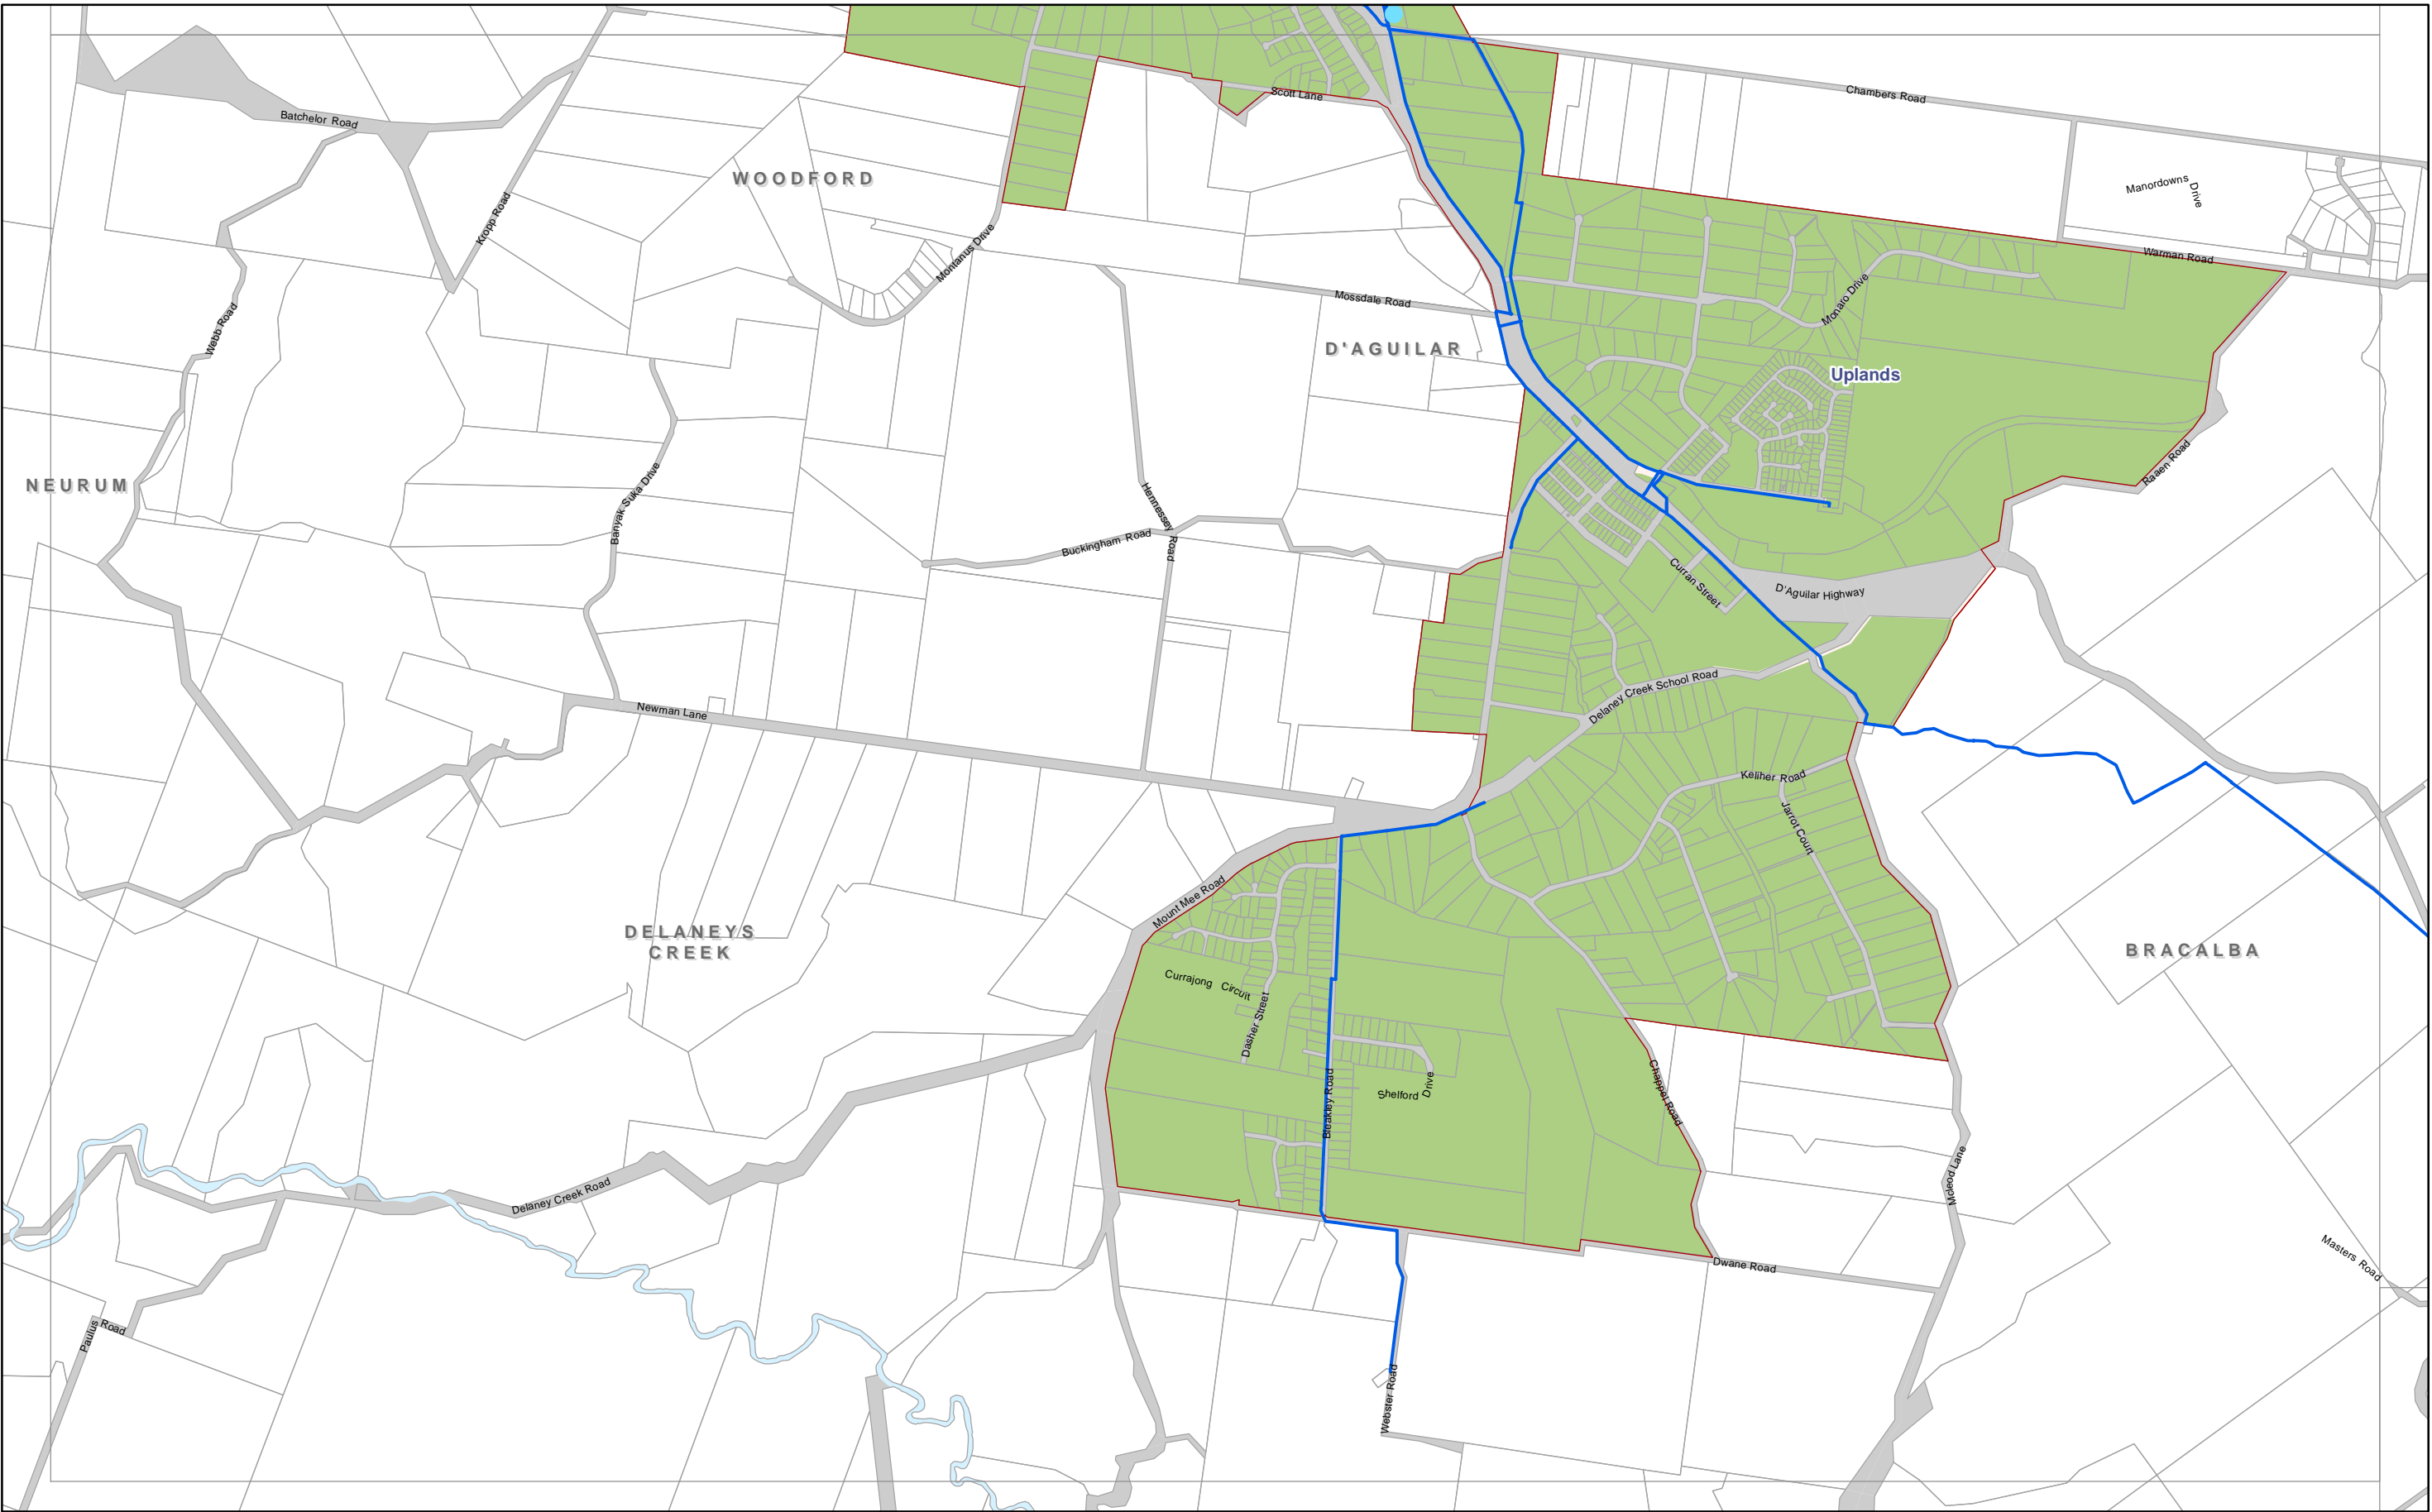 Scott Lane
Chambers Road
Batchelor Road
WOODFORD
Manordowns
Drive
Kropp Road
Montanus Drive
Warman Road
Mossdale Road
Monaro Drive
Webb Road
D'AGUILAR
Uplands
Raaen Road
NEURUM
Banyak Suka Drive
Hennessey
Road
Buckingham Road
Curran Street
D'Aguilar Highway
Delaney Creek School Road
Newman Lane
Keliher Road
Jarrot Court
Mount Mee Road
DELANEYS
CREEK
BRACALBA
Currajong Circuit
Dasher Street
Bleakley Road
Shelford Drive
Chappel Road
Mcleod Lane
Delaney Creek Road
Masters Road
Dwane Road
Paulus Road
Webster Road